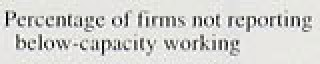 Percentage of firms not reporting
below-capacity working